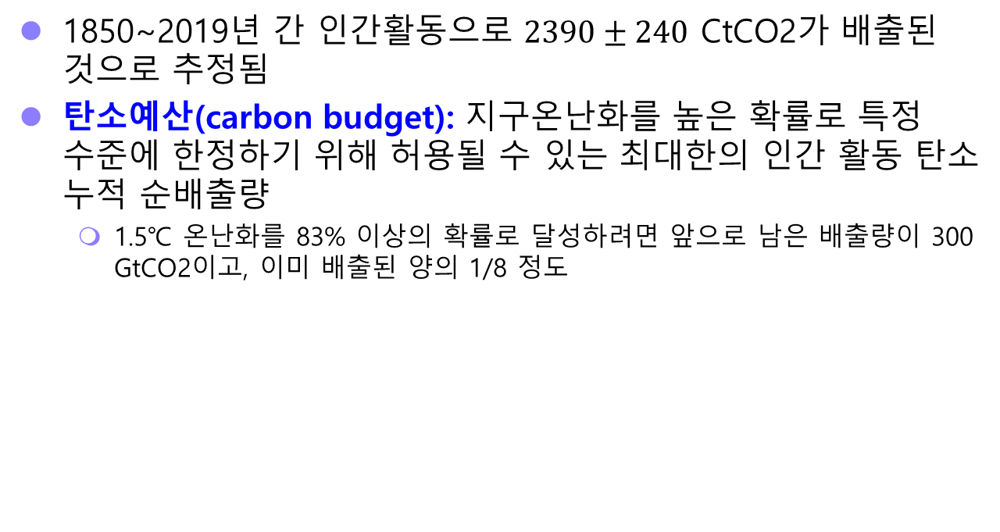 1850~2019년 간 인간활동으로 2390 ± 240 CtCO2가 배출된
것으로 추정됨
탄소예산(carbon budget): 지구온난화를 높은 확률로 특정
수준에 한정하기 위해 허용될 수 있는 최대한의 인간 활동 탄소
누적 순배출량
1.5℃ 온난화를 83% 이상의 확률로 달성하려면 앞으로 남은 배출량이 300
GtCO2이고, 이미 배출된 양의 1/8 정도